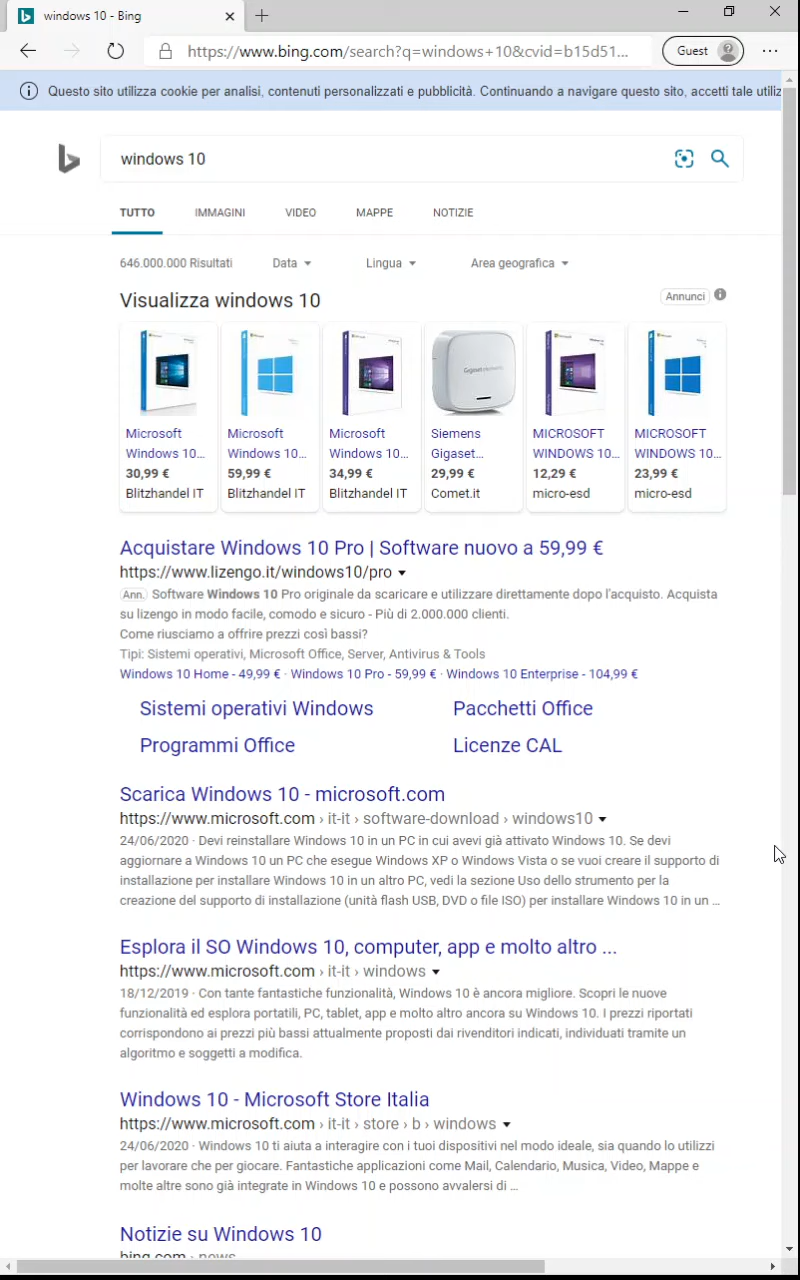 windows 10 - Bing
https://www.bing.com/search?q=windows+10&cvid=b15d51...
Guest
Questo sito utilizza cookie per analisi, contenuti personalizzati e pubblicità. Continuando a navigare questo sito, accetti tale utiliz
windows 10
TUTTO IMMAGINI VIDEO MAPPE NOTIZIE
646.000.000 Risultati Data Lingua Area geografica
Visualizza windows 10 Annunci
Gigaset
Microsoft Microsoft Microsoft Siemens MICROSOFT MICROSOFT
Windows 10... Windows 10... Windows 10... Gigaset... WINDOWS 10... WINDOWS 10...
30,99 € 59,99 € 34,99 € 29,99 € 12,29 € 23,99 €
Blitzhandel IT Blitzhandel IT Blitzhandel IT Comet.it micro-esd micro-esd
Acquistare Windows 10 Pro | Software nuovo a 59,99 €
https://www.lizengo.it/windows10/pro
Ann. Software Windows 10 Pro originale da scaricare e utilizzare direttamente dopo l'acquisto. Acquista
su lizengo in modo facile, comodo e sicuro - Più di 2.000.000 clienti.
Come riusciamo a offrire prezzi così bassi?
Tipi: Sistemi operativi, Microsoft Office, Server, Antivirus & Tools
Windows 10 Home - 49,99 € · Windows 10 Pro - 59,99 € · Windows 10 Enterprise - 104,99 €
Sistemi operativi Windows Pacchetti Office
Programmi Office Licenze CAL
Scarica Windows 10 - microsoft.com
https://www.microsoft.com › it-it › software-download › windows10
24/06/2020 · Devi reinstallare Windows 10 in un PC in cui avevi già attivato Windows 10. Se devi
aggiornare a Windows 10 un PC che esegue Windows XP o Windows Vista o se vuoi creare il supporto di
installazione per installare Windows 10 in un altro PC, vedi la sezione Uso dello strumento per la
creazione del supporto di installazione (unità flash USB, DVD o file ISO) per installare Windows 10 in un ...
Esplora il SO Windows 10, computer, app e molto altro ...
https://www.microsoft.com › it-it › windows
18/12/2019 · Con tante fantastiche funzionalità, Windows 10 è ancora migliore. Scopri le nuove
funzionalità ed esplora portatili, PC, tablet, app e molto altro ancora su Windows 10. I prezzi riportati
corrispondono ai prezzi più bassi attualmente proposti dai rivenditori indicati, individuati tramite un
algoritmo e soggetti a modifica.
Windows 10 - Microsoft Store Italia
https://www.microsoft.com › it-it › store › b › windows
24/06/2020 · Windows 10 ti aiuta a interagire con i tuoi dispositivi nel modo ideale, sia quando lo utilizzi
per lavorare che per giocare. Fantastiche applicazioni come Mail, Calendario, Musica, Video, Mappe e
molte altre sono già integrate in Windows 10 e possono avvalersi di ...
Notizie su Windows 10
bing.com › news